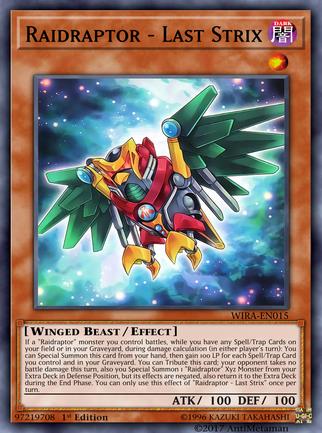 RAIDRAPTOR - LAST STRIX
DARK
闇
WIRA-EN015
[WINGED BEAST / EFFECT]
If a "Raidraptor" monster you control battles, while you have any Spell/Trap Cards on
your field or in your Graveyard, during damage calculation (in either player's turn): You
can Special Summon this card from your hand, then gain 100 LP for each Spell/Trap Card
you control and in your Graveyard. You can Tribute this card; your opponent takes no
battle damage this turn, also you Special Summon 1 "Raidraptor" Xyz Monster from your
Extra Deck in Defense Position, but its effects are negated, also return it to the Extra Deck
during the End Phase. You can only use this effect of "Raidraptor - Last Strix" once per
turn.
ATK/ 100 DEF/ 100
97219708 1st Edition ©1996 KAZUKI TAKAHASHI
©2017 AntiMetaman